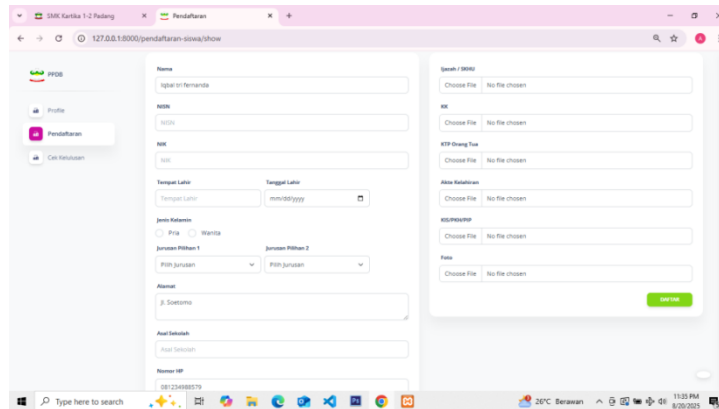 SMK Kartika 1-2 Padang
Pendaftaran
127.0.0.1:8000/pendaftaran-siswa/show
PPDB
Profile
Pendaftaran
Cek Kelulusan
Nama
Iqbal tri fernanda
NISN
NISN
NIK
NIK
Tempat Lahir
Tanggal Lahir
Tempat Lahir
mm/dd/yyyy
Jenis Kelamin
Pria
Wanita
Jurusan Pilihan 1
Jurusan Pilihan 2
Pilih Jurusan
Pilih Jurusan
Alamat
Jl. Soetomo
Asal Sekolah
Asal Sekolah
Nomor HP
081234988579
Ijazah / SKHU
Choose File No file chosen
KK
Choose File No file chosen
KTP Orang Tua
Choose File No file chosen
Akte Kelahiran
Choose File No file chosen
KIS/PKH/PIP
Choose File No file chosen
Foto
Choose File No file chosen
DAFTAR
Type here to search
26°C Berawan
11:35 PM
8/20/2025